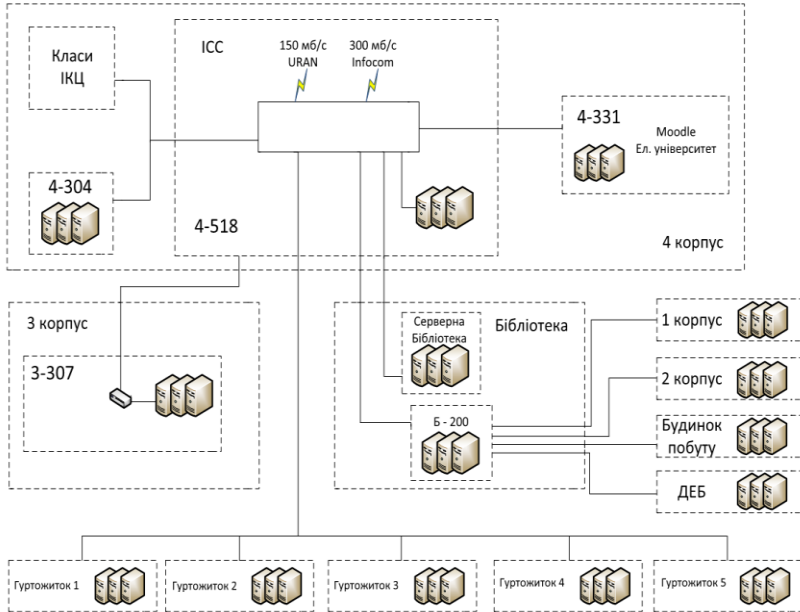 Класи
ІКЦ
ІСС
150 мб/с
URAN
300 мб/с
Infocom
4-331
Moodle
Ел. університет
4-304
4-518
4 корпус
3 корпус
3-307
Серверна
Бібліотека
Бібліотека
Б - 200
1 корпус
2 корпус
Будинок
побуту
ДЕБ
Гуртожиток 1
Гуртожиток 2
Гуртожиток 3
Гуртожиток 4
Гуртожиток 5